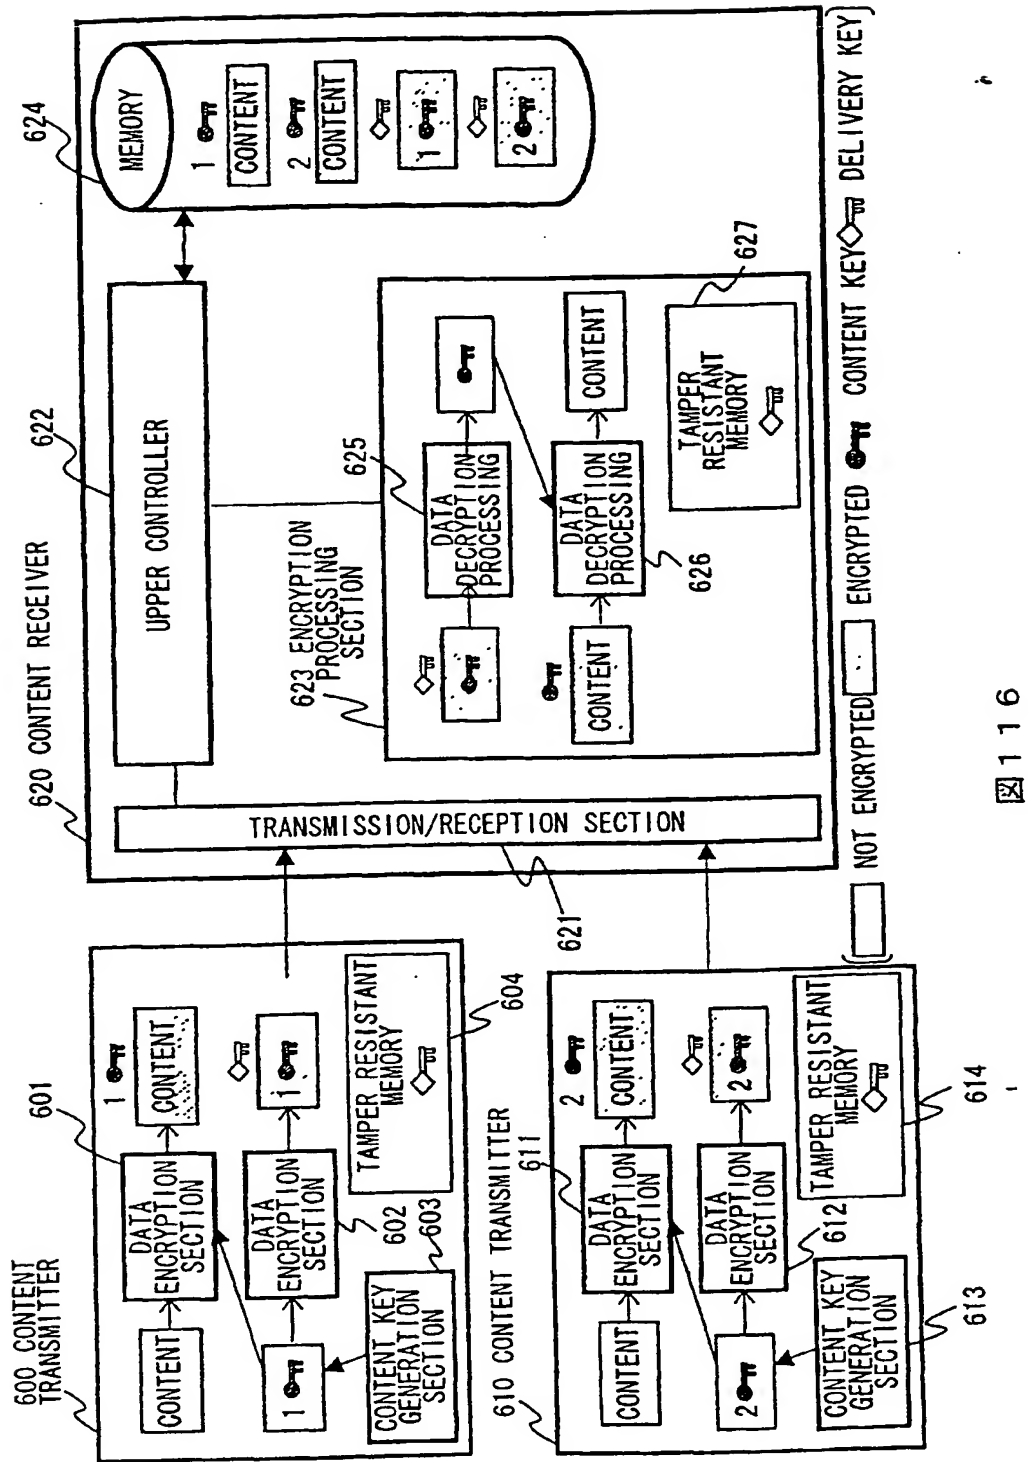 600 CONTENT
TRANSMITTER
CONTENT
601
DATA
ENCRYPTION
SECTION
1
CONTENT
1
DATA
ENCRYPTION
SECTION
602
1
CONTENT KEY
GENERATION
SECTION
603
TAMPER RESISTANT
MEMORY
604
610 CONTENT TRANSMITTER
CONTENT
611
DATA
ENCRYPTION
SECTION
2
CONTENT
2
DATA
ENCRYPTION
SECTION
612
2
CONTENT KEY
GENERATION
SECTION
613
TAMPER RESISTANT
MEMORY
614
620 CONTENT RECEIVER
TRANSMISSION/RECEPTION SECTION
621
622
UPPER CONTROLLER
624
MEMORY
1
CONTENT
2
CONTENT
1
2
623 ENCRYPTION
PROCESSING
SECTION
DATA
DECRYPTION
PROCESSING
625
CONTENT
DATA
DECRYPTION
PROCESSING
626
CONTENT
TAMPER
RESISTANT
MEMORY
627
( NOT ENCRYPTED ENCRYPTED CONTENT KEY DELIVERY KEY )
図116